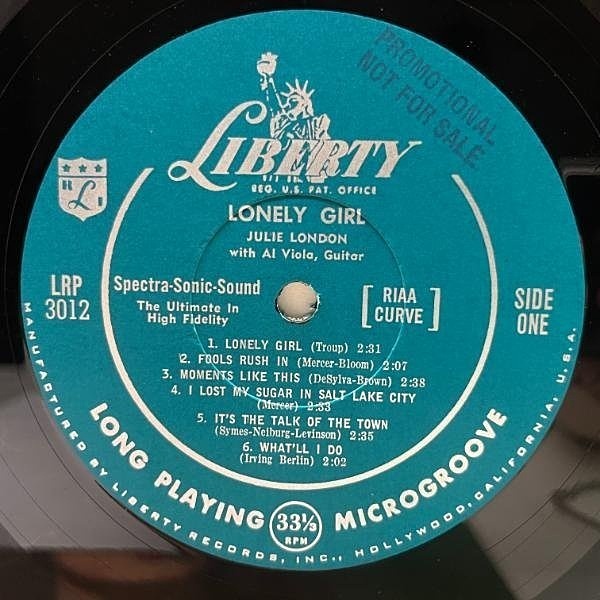 PROMOTIONAL
NOT FOR SALE
LIBERTY
REG. U.S. PAT. OFFICE
LONELY GIRL
JULIE LONDON
with Al Viola, Guitar
LRP
3012
Spectra-Sonic-Sound
The Ultimate In
High Fidelity
[ RIAA
CURVE ]
SIDE
ONE
1. LONELY GIRL (Troup) 2:31
2. FOOLS RUSH IN (Mercer-Bloom) 2:07
3. MOMENTS LIKE THIS (DeSylva-Brown) 2:38
4. I LOST MY SUGAR IN SALT LAKE CITY
(Mercer) 2:33
5. IT'S THE TALK OF THE TOWN
(Symes-Neiburg-Levinson) 2:35
6. WHAT'LL I DO
(Irving Berlin) 2:02
LONG PLAYING 33⅓ RPM MICROGROOVE
MANUFACTURED BY LIBERTY RECORDS, INC., HOLLYWOOD, CALIFORNIA, U.S.A.